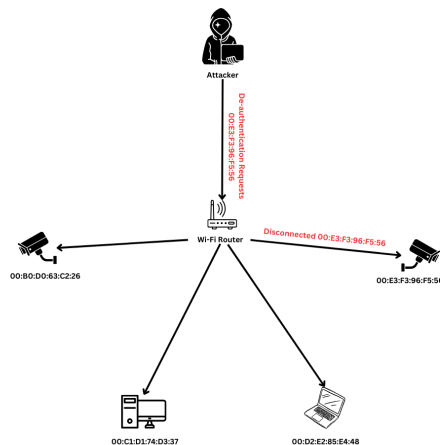 Attacker
De-authentication Requests
00:E3:F3:96:F5:56
Wi-Fi Router
Disconnected 00:E3:F3:96:F5:56
00:B0:D0:63:C2:26
00:E3:F3:96:F5:56
00:C1:D1:74:D3:37
00:D2:E2:85:E4:48